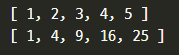 [ 1, 2, 3, 4, 5 ]
[ 1, 4, 9, 16, 25 ]